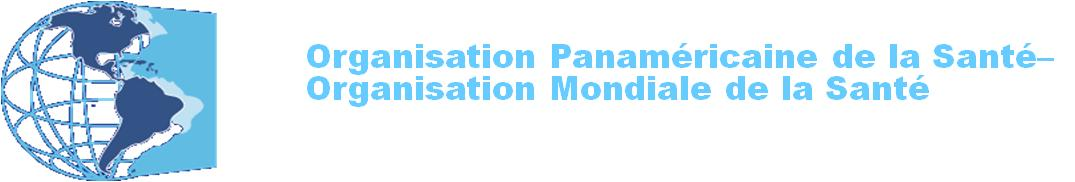 Organisation Panaméricaine de la Santé–
Organisation Mondiale de la Santé